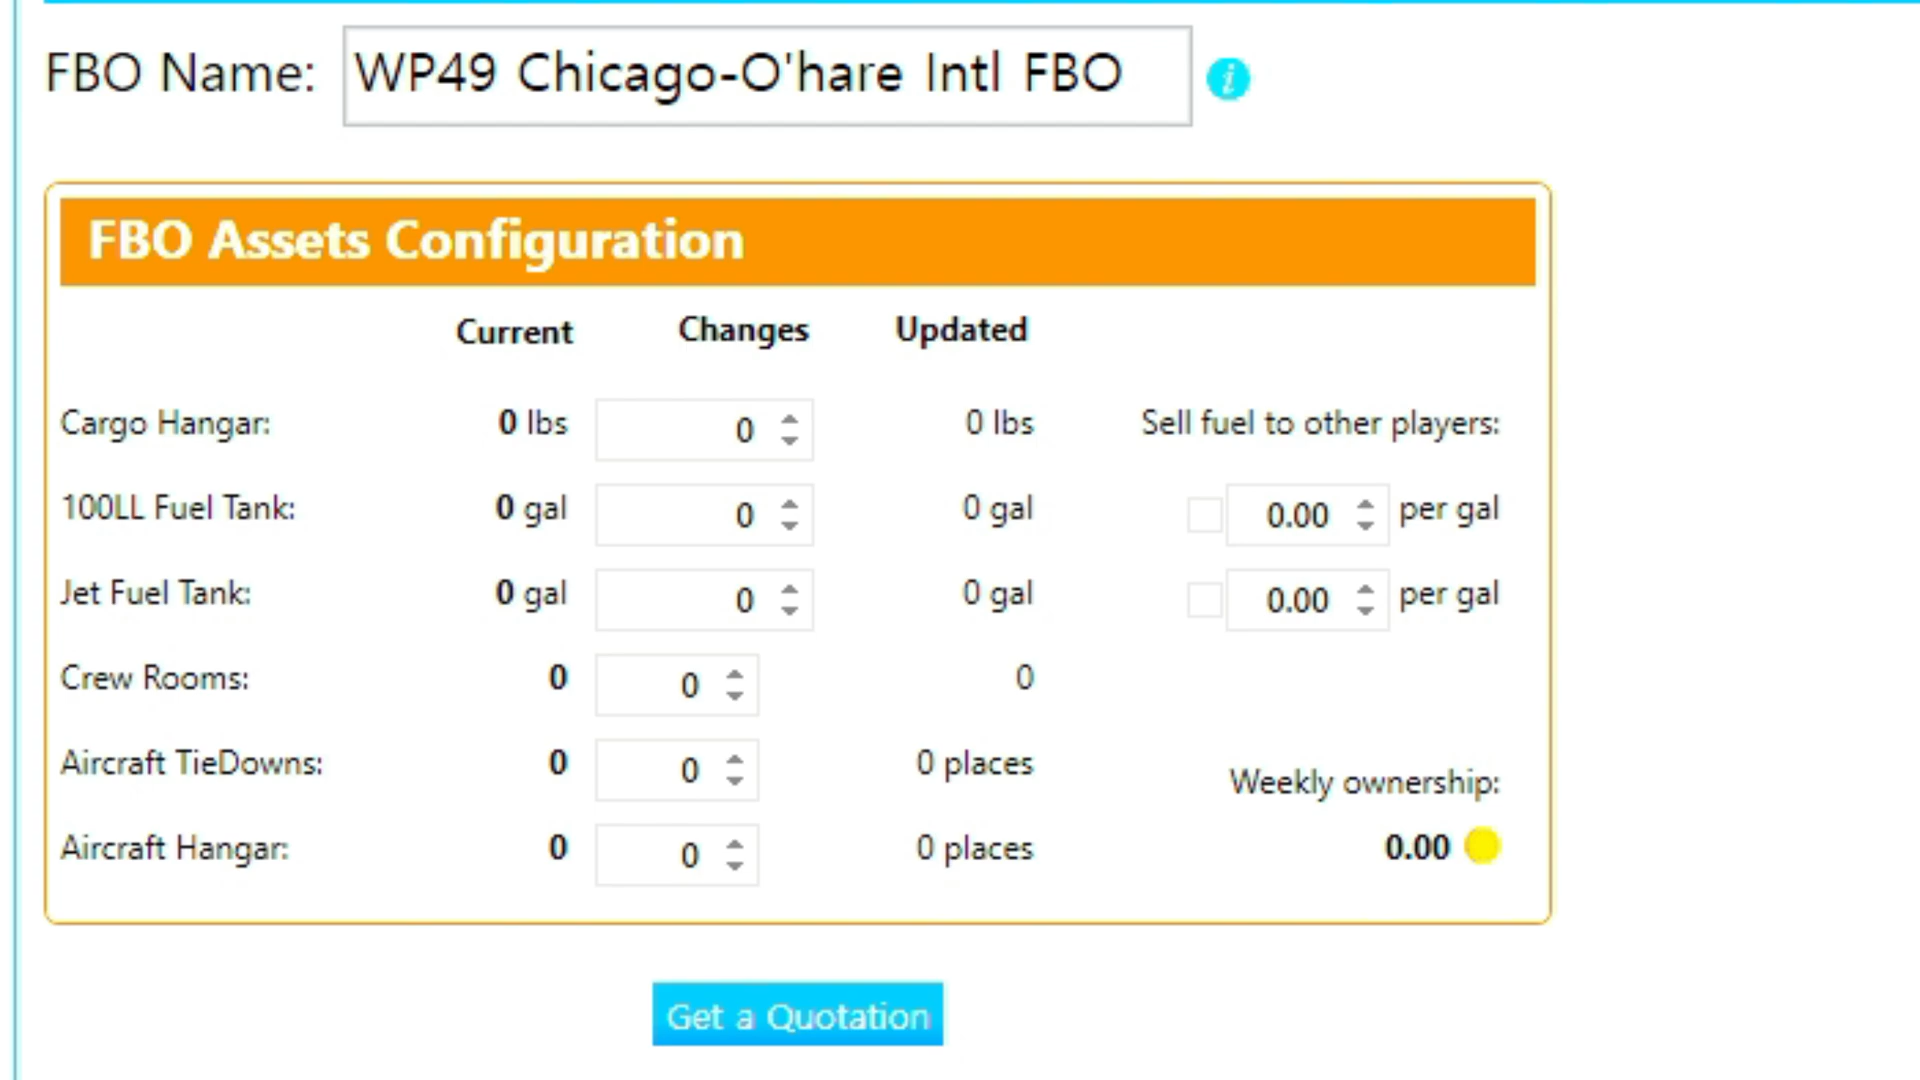 FBO Name: WP49 Chicago-O'hare Intl FBO i
FBO Assets Configuration
Current Changes Updated
Cargo Hangar: 0 lbs 0 0 lbs Sell fuel to other players:
100LL Fuel Tank: 0 gal 0 0 gal 0.00 per gal
Jet Fuel Tank: 0 gal 0 0 gal 0.00 per gal
Crew Rooms: 0 0 0
Aircraft TieDowns: 0 0 0 places
Weekly ownership:
Aircraft Hangar: 0 0 0 places 0.00
Get a Quotation